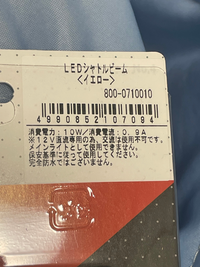 LEDシャトルビーム
<イエロー>
800-0710010
4990852107094
消費電力:10W/消費電流:0.9A
※12V直流専用の為、交流は使用不可です。
メインライトとして使用できません。
保安基準に従って使用してください。
完全防水ではございません。